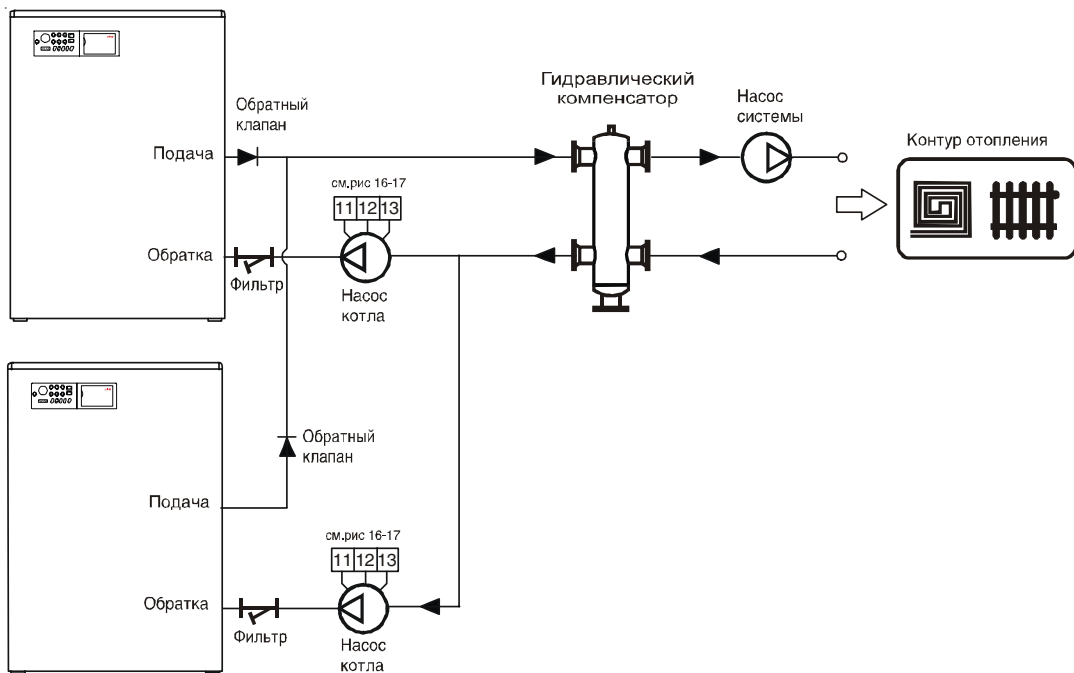 Гидравлический
компенсатор
Насос
системы
Контур отопления
Обратный
клапан
Подача
см.рис 16-17
11 12 13
Обратка
Фильтр
Насос
котла
Обратный
клапан
Подача
см.рис 16-17
11 12 13
Обратка
Фильтр
Насос
котла